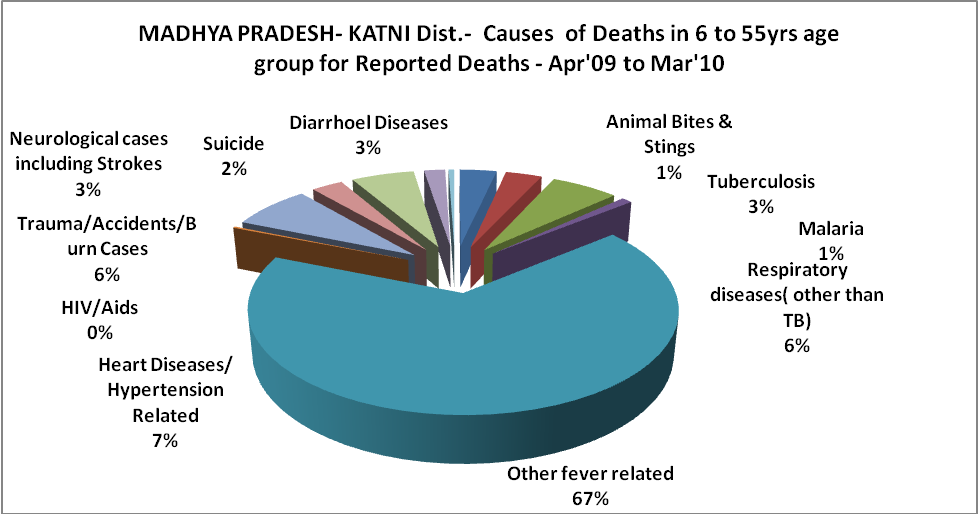 MADHYA PRADESH- KATNI Dist.-  Causes  of Deaths in 6 to 55yrs age
group for Reported Deaths - Apr'09 to Mar'10
Diarrhoel Diseases
3%
Animal Bites &
Stings
1%
Tuberculosis
3%
Malaria
1%
Respiratory
diseases( other than
TB)
6%
Other fever related
67%
Heart Diseases/
Hypertension
Related
7%
HIV/Aids
0%
Trauma/Accidents/B
urn Cases
6%
Neurological cases
including Strokes
3%
Suicide
2%